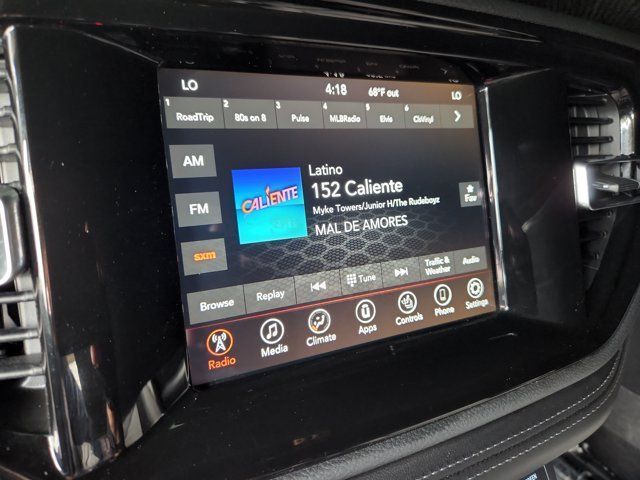 LO 4:18 68°F out LO
1 RoadTrip 2 80s on 8 3 Pulse 4 MLBRadio 5 Elvis 6 ClsVinyl
AM
FM
sxm
CALIENTE
Latino
152 Caliente
Myke Towers/Junior H/The Rudeboyz
MAL DE AMORES
Fav
Browse Replay Tune Traffic & Weather Audio
Radio Media Climate Apps Controls Phone Settings